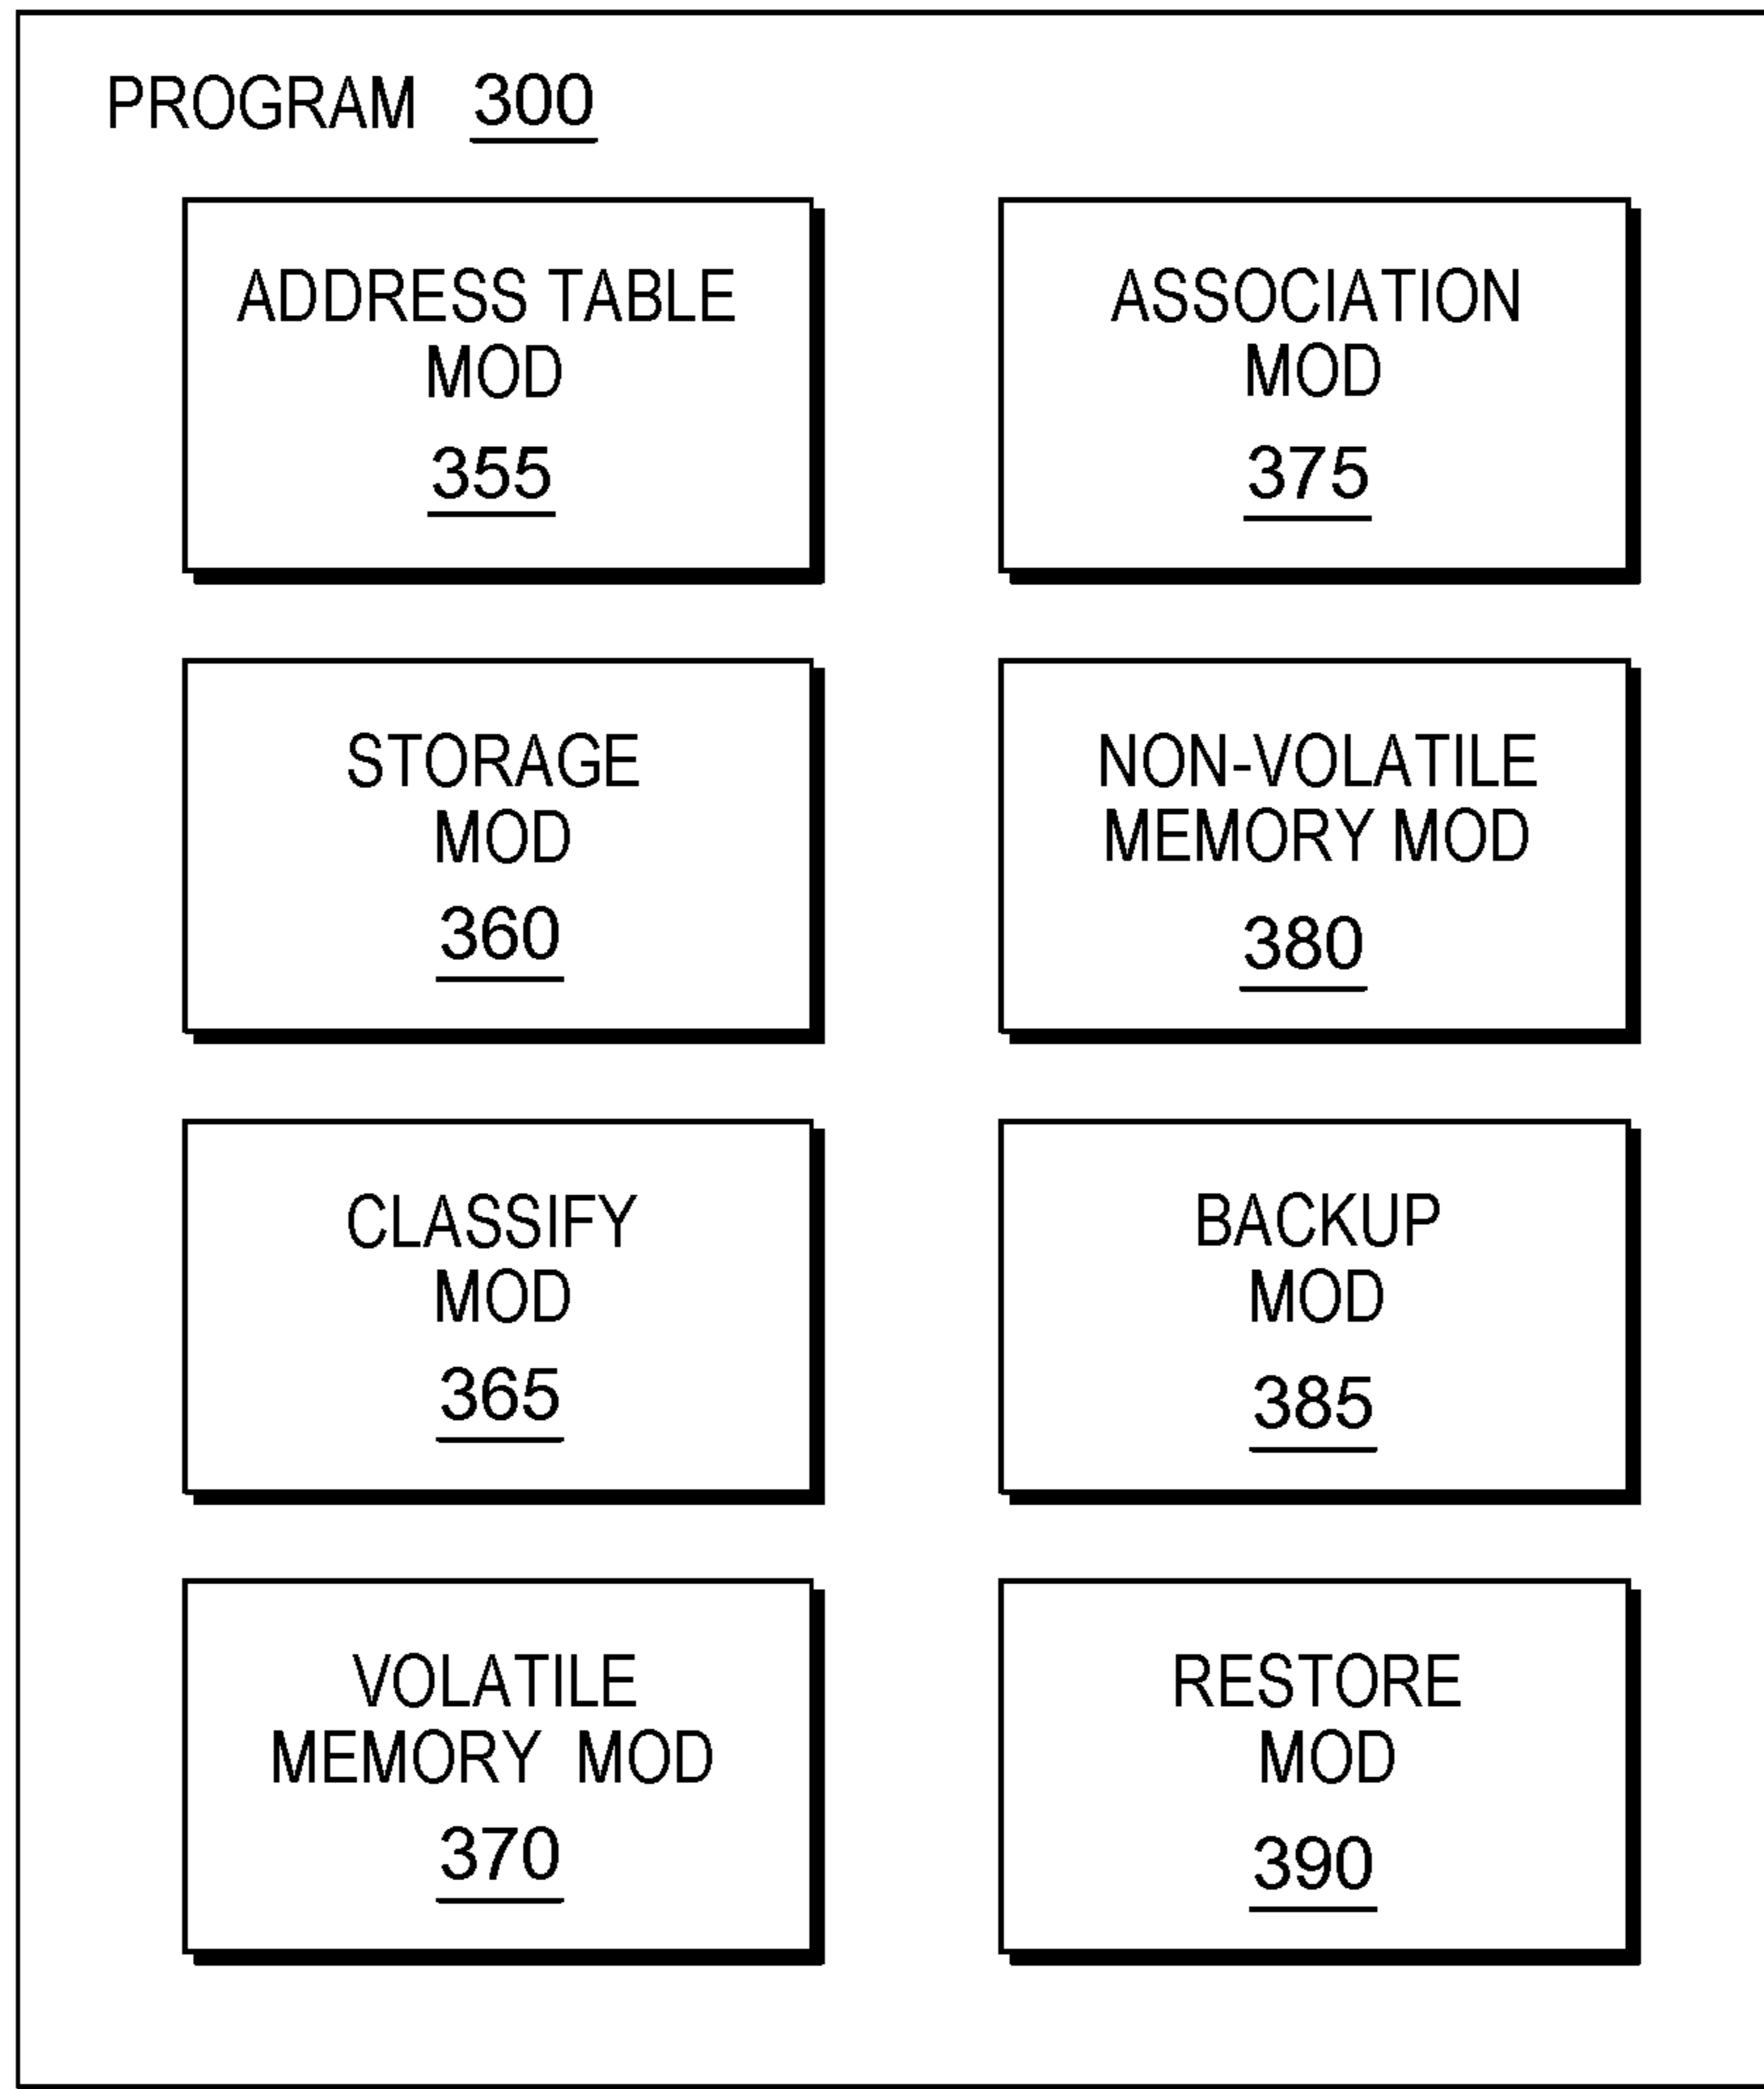 PROGRAM 300
ADDRESS TABLE
MOD
355
ASSOCIATION
MOD
375
STORAGE
MOD
360
NON-VOLATILE
MEMORY MOD
380
CLASSIFY
MOD
365
BACKUP
MOD
385
VOLATILE
MEMORY MOD
370
RESTORE
MOD
390